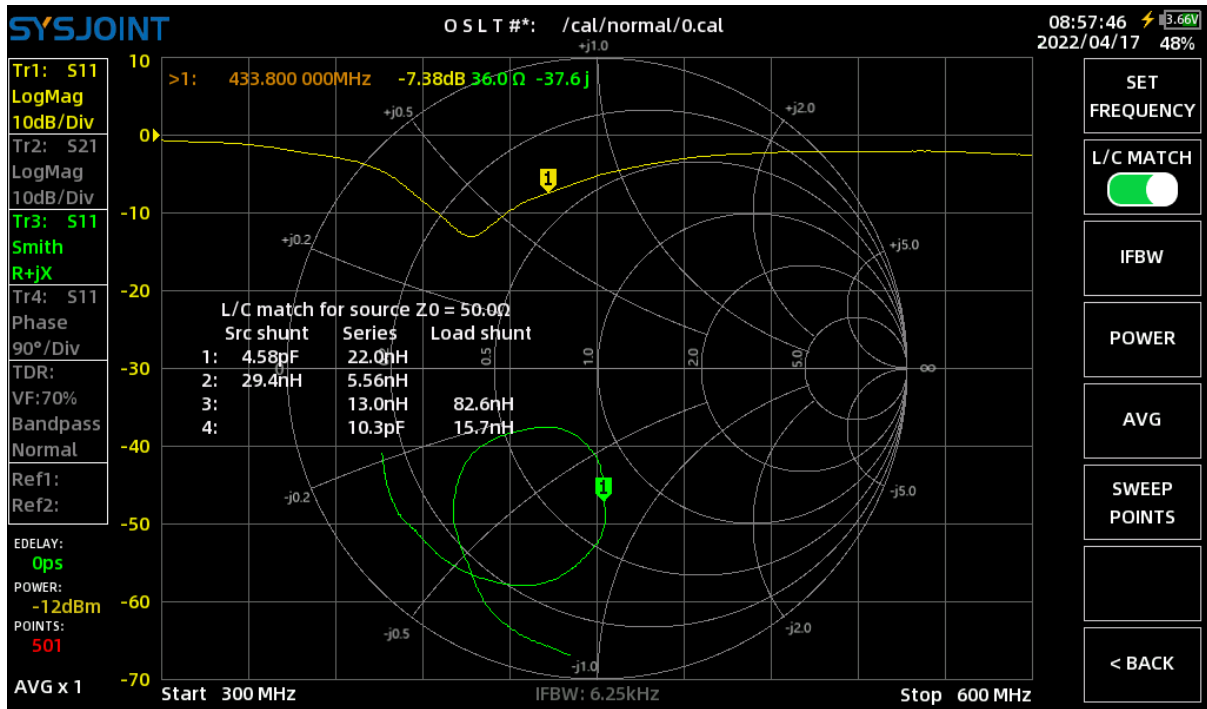 SYSJOINT
O S L T #*: /cal/normal/0.cal
08:57:46 3.66V
2022/04/17 48%
Tr1: S11
LogMag
10dB/Div
Tr2: S21
LogMag
10dB/Div
Tr3: S11
Smith
R+jX
Tr4: S11
Phase
90°/Div
TDR:
VF:70%
Bandpass
Normal
Ref1:
Ref2:
EDELAY:
0ps
POWER:
-12dBm
POINTS:
501
AVG x 1
10
0
-10
-20
-30
-40
-50
-60
-70
>1: 433.800 000MHz -7.38dB 36.0 Ω -37.6 j
+j1.0
+j0.5
+j2.0
1
+j0.2
+j5.0
L/C match for source Z0 = 50.0Ω
Src shunt Series Load shunt
1: 4.58pF 22.0nH
2: 29.4nH 5.56nH
3: 13.0nH 82.6nH
4: 10.3pF 15.7nH
0.5
1.0
2.0
5.0
∞
1
-j0.2
-j5.0
-j0.5
-j2.0
-j1.0
Start 300 MHz
IFBW: 6.25kHz
Stop 600 MHz
SET
FREQUENCY
L/C MATCH
IFBW
POWER
AVG
SWEEP
POINTS
< BACK